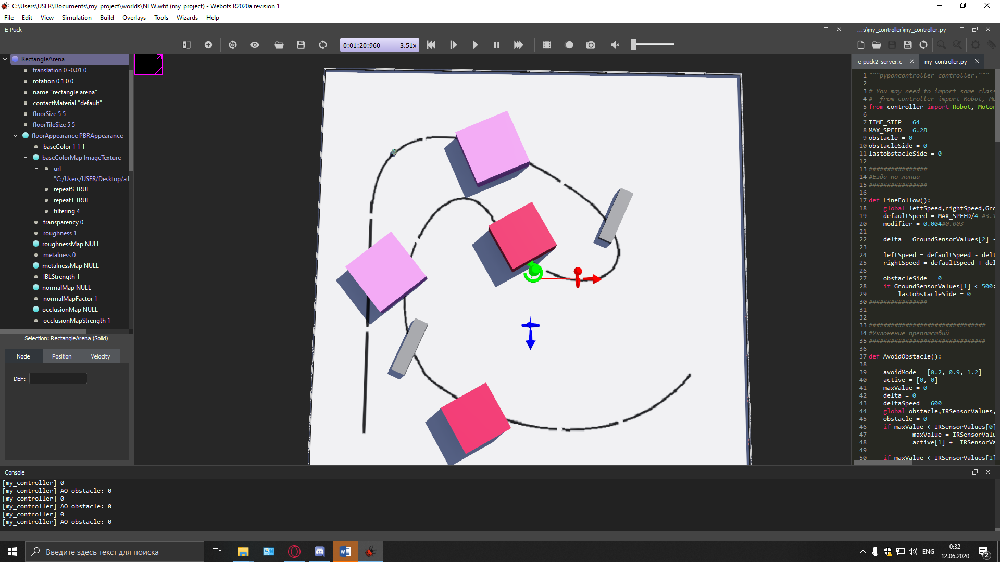 C:\Users\USER\Documents\my_project\worlds\NEW.wbt (my_project) - Webots R2020a revision 1
File Edit View Simulation Build Overlays Tools Wizards Help
E-Puck
0:01:20:960 - 3.51x
RectangleArena
translation 0 -0.01 0
rotation 0 1 0 0
name "rectangle arena"
contactMaterial "default"
floorSize 5 5
floorTileSize 5 5
floorAppearance PBRAppearance
baseColor 1 1 1
baseColorMap ImageTexture
url
"C:/Users/USER/Desktop/a1
repeatS TRUE
repeatT TRUE
filtering 4
transparency 0
roughness 1
roughnessMap NULL
metalness 0
metalnessMap NULL
IBLStrength 1
normalMap NULL
normalMapFactor 1
occlusionMap NULL
occlusionMapStrength 1
Selection: RectangleArena (Solid)
Node Position Velocity
DEF:
...s\my_controller\my_controller.py
e-puck2_server.c my_controller.py
1 """pyponcontroller controller."""
2
3 # You may need to import some class
4 #  from controller import Robot, Mo
5 from controller import Robot, Motor
6
7 TIME_STEP = 64
8 MAX_SPEED = 6.28
9 obstacle = 0
10 obstacleSide = 0
11 lastobstacleSide = 0
12
13 ################
14 #Езда по линии
15 ################
16
17 def LineFollow():
18 global leftSpeed,rightSpeed,Gro
19 defaultSpeed = MAX_SPEED/4 #3.1
20 modifier = 0.004#0.003
21
22 delta = GroundSensorValues[2] -
23
24 leftSpeed = defaultSpeed - delt
25 rightSpeed = defaultSpeed + del
26
27 obstacleSide = 0
28 if GroundSensorValues[1] < 500:
29 lastobstacleSide = 0
30 ################
31
32
33 ################################
34 #Уклонение препятствий
35 ################################
36
37 def AvoidObstacle():
38
39 avoidMode = [0.2, 0.9, 1.2]
40 active = [0, 0]
41 maxValue = 0
42 delta = 0
43 deltaSpeed = 600
44 global obstacle,IRSensorValues,
45 obstacle = 0
46 if maxValue < IRSensorValues[0]
47 maxValue = IRSensorValu
48 active[1] += IRSensorVa
49
50 if maxValue < IRSensorValues[1]
Console
[my_controller] 0
[my_controller] AO obstacle: 0
[my_controller] 0
[my_controller] AO obstacle: 0
[my_controller] 0
[my_controller] AO obstacle: 0
Введите здесь текст для поиска
ENG
0:32
12.06.2020
2